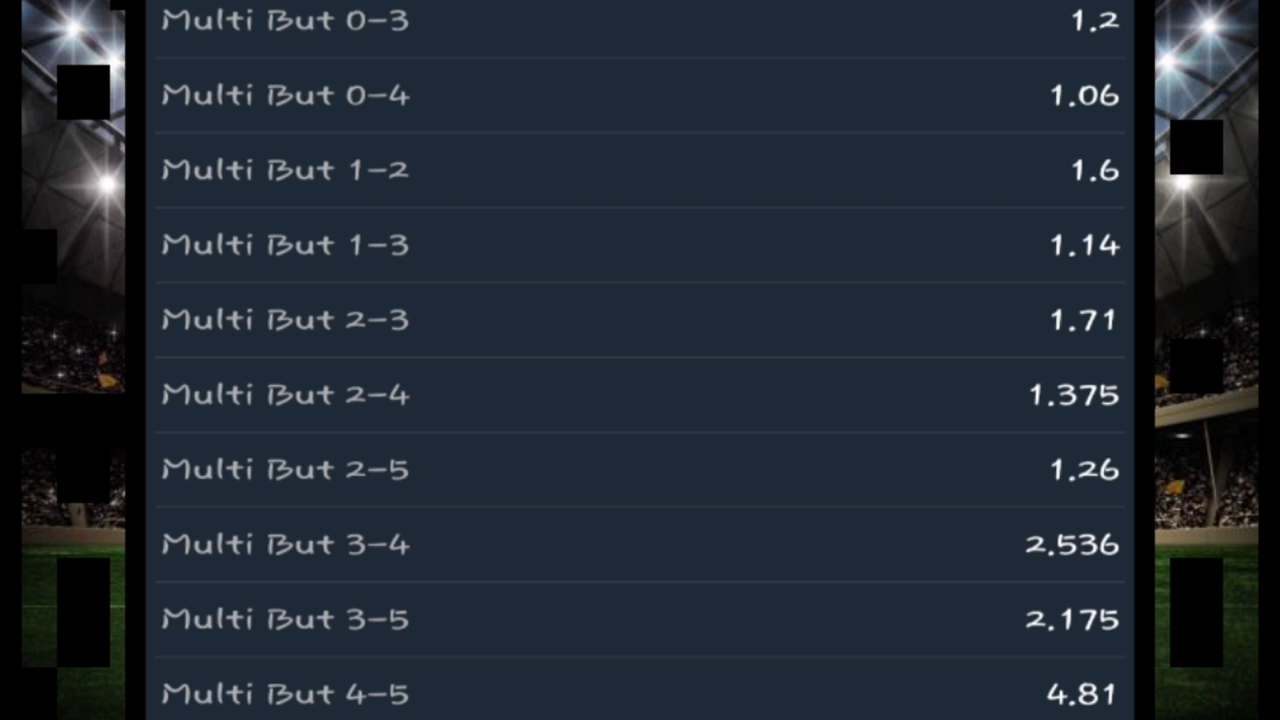 Multi But 0-3 1.2
Multi But 0-4 1.06
Multi But 1-2 1.6
Multi But 1-3 1.14
Multi But 2-3 1.71
Multi But 2-4 1.375
Multi But 2-5 1.26
Multi But 3-4 2.536
Multi But 3-5 2.175
Multi But 4-5 4.81